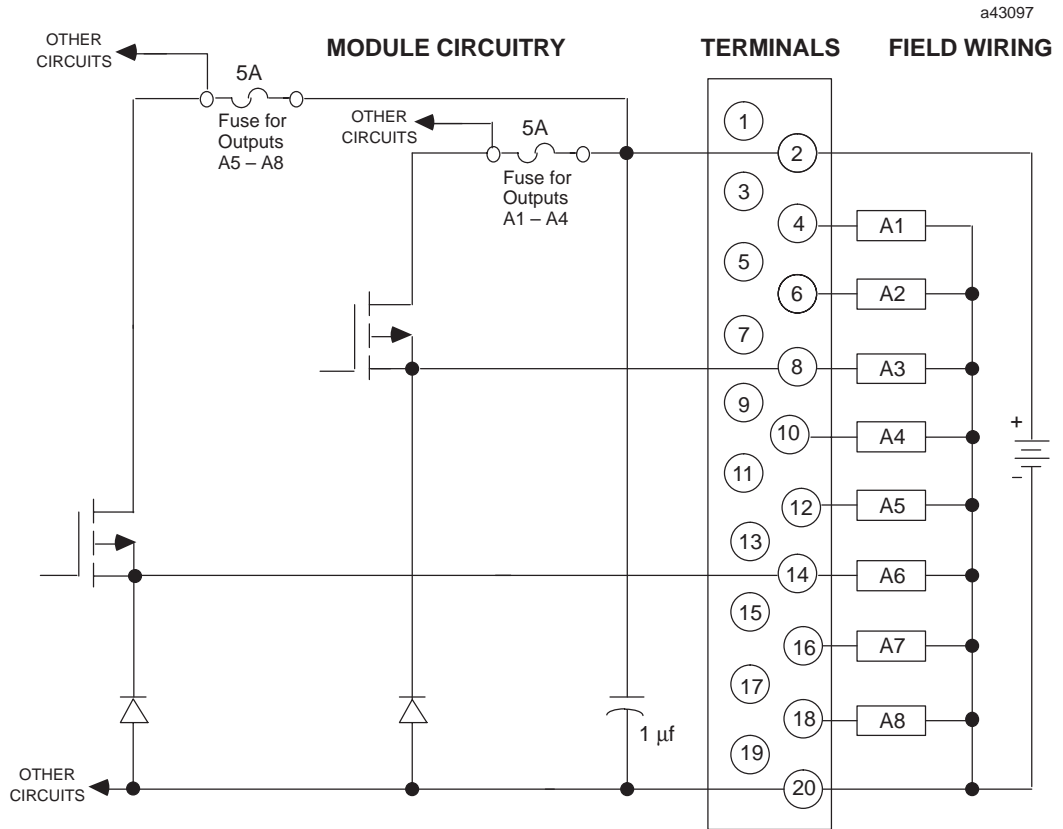 a43097
OTHER
CIRCUITS
MODULE CIRCUITRY
TERMINALS
FIELD WIRING
5A
Fuse for
Outputs
A5 – A8
OTHER
CIRCUITS
5A
Fuse for
Outputs
A1 – A4
1
2
3
4
A1
5
6
A2
7
8
A3
9
10
A4
+
–
11
12
A5
13
14
A6
15
16
A7
17
18
A8
1 μf
19
OTHER
CIRCUITS
20